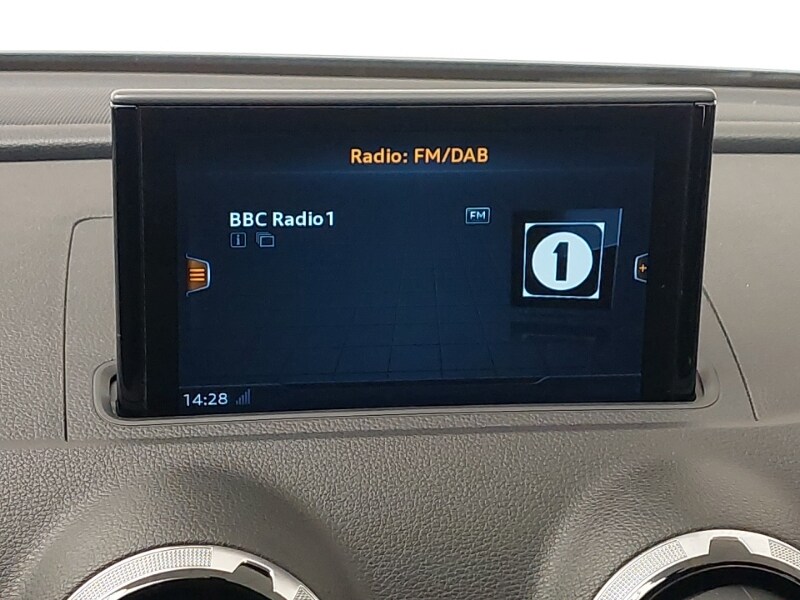 Radio: FM/DAB
BBC Radio1
FM
i
1
+
14:28